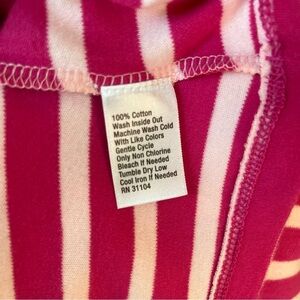 100% Cotton
Wash Inside Out
Machine Wash Cold
With Like Colors
Gentle Cycle
Only Non Chlorine
Bleach If Needed
Tumble Dry Low
Cool Iron If Needed
RN 31104